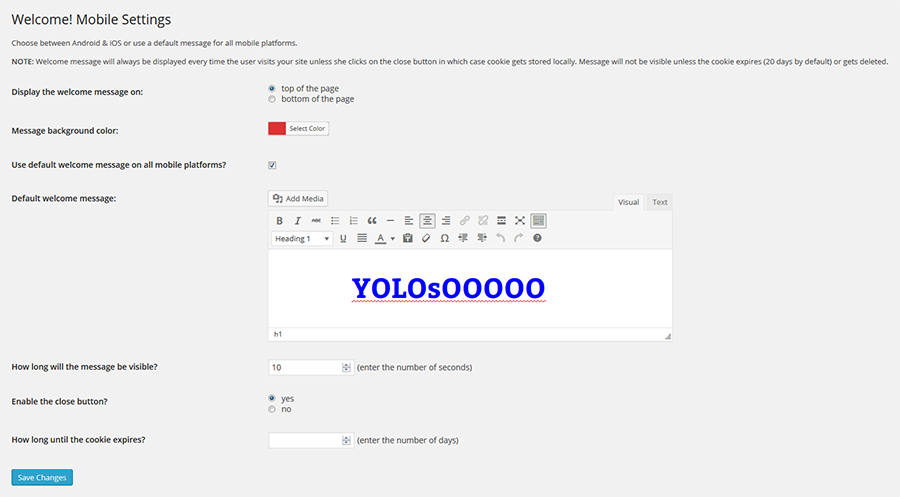 Welcome! Mobile Settings
Choose between Android & iOS or use a default message for all mobile platforms.
NOTE: Welcome message will always be displayed every time the user visits your site unless she clicks on the close button in which case cookie gets stored locally. Message will not be visible unless the cookie expires (20 days by default) or gets deleted.
Display the welcome message on:
top of the page
bottom of the page
Message background color:
Select Color
Use default welcome message on all mobile platforms?
Default welcome message:
Add Media
Visual Text
B I ABC
Heading 1 U A Ω
YOLOsOOOOO
h1
How long will the message be visible?
10 (enter the number of seconds)
Enable the close button?
yes
no
How long until the cookie expires?
(enter the number of days)
Save Changes